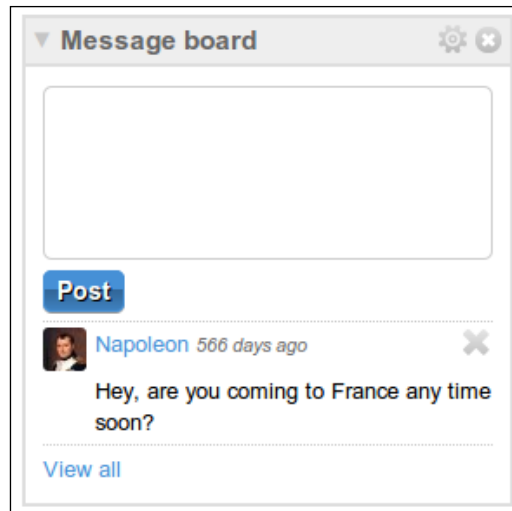 Message board
Post
Napoleon 566 days ago
Hey, are you coming to France any time
soon?
View all